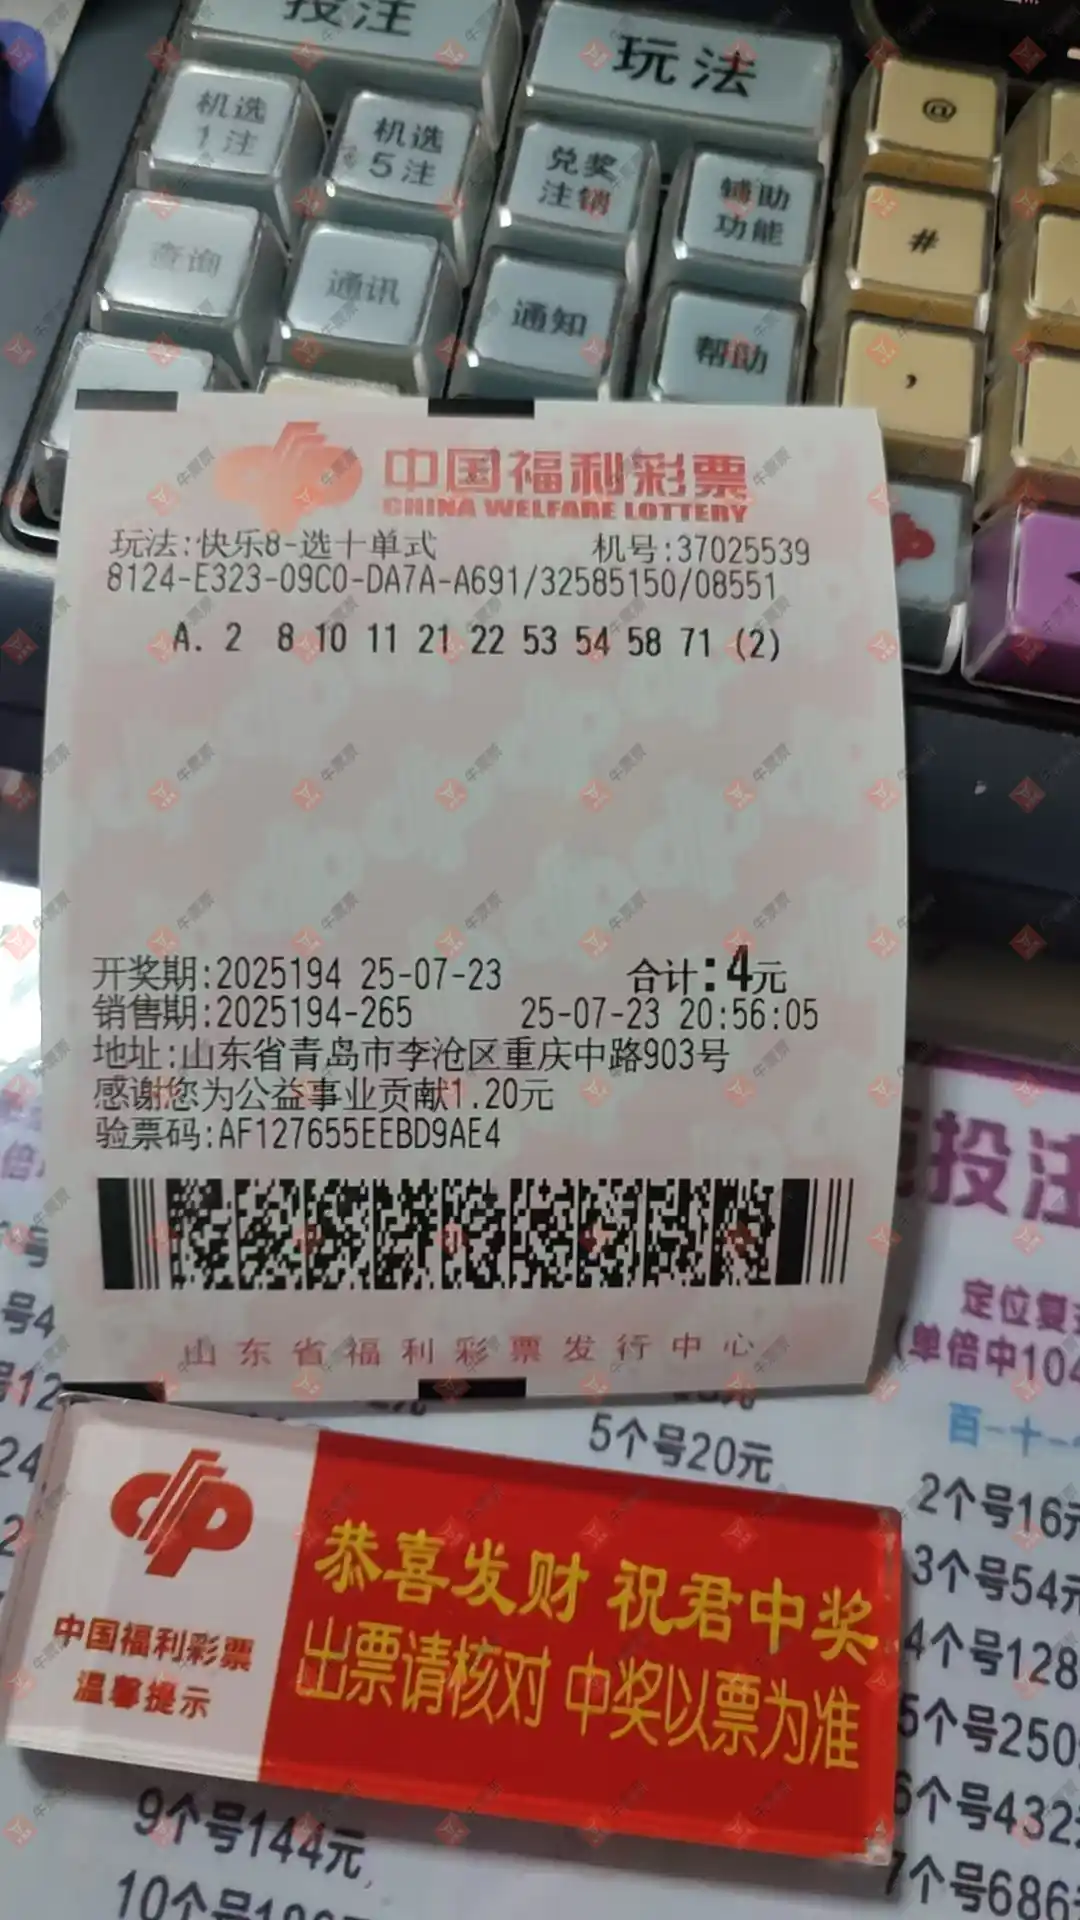 投注
玩法
机选
1注
机选
5注
兑奖
注销
辅助
功能
@
查询
通讯
通知
帮助
#
,
中国福利彩票
CHINA WELFARE LOTTERY
玩法:快乐8-选十单式 机号:37025539
8124-E323-09C0-DA7A-A691/32585150/08551
A. 2 8 10 11 21 22 53 54 58 71 (2)
开奖期:2025194 25-07-23 合计:4元
销售期:2025194-265 25-07-23 20:56:05
地址:山东省青岛市李沧区重庆中路903号
感谢您为公益事业贡献1.20元
验票码:AF127655EEBD9AE4
山东省福利彩票发行中心
中国福利彩票
温馨提示
恭喜发财 祝君中奖
出票请核对 中奖以票为准
5个号20元
9个号144元,
10个号
投注
定位复
(单倍中104
百-十-
2个号16元
3个号54元
4个号128
5个号250
6个号432
7个号686
牛票票